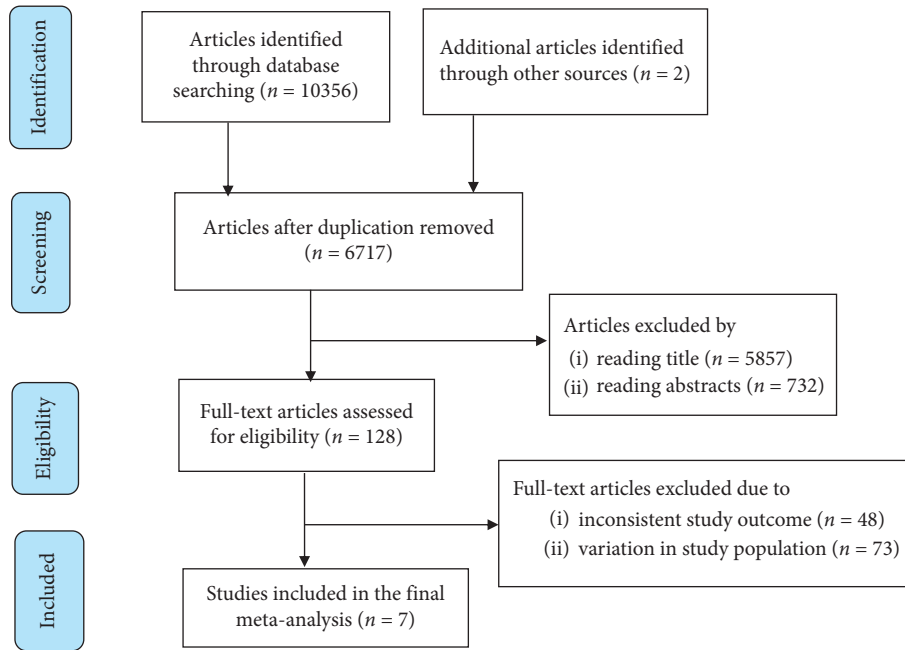 Identification
Articles identified
through database
searching (n = 10356)
Additional articles identified
through other sources (n = 2)
Screening
Articles after duplication removed
(n = 6717)
Articles excluded by
(i) reading title (n = 5857)
(ii) reading abstracts (n = 732)
Eligibility
Full-text articles assessed
for eligibility (n = 128)
Full-text articles excluded due to
(i) inconsistent study outcome (n = 48)
(ii) variation in study population (n = 73)
Included
Studies included in the final
meta-analysis (n = 7)